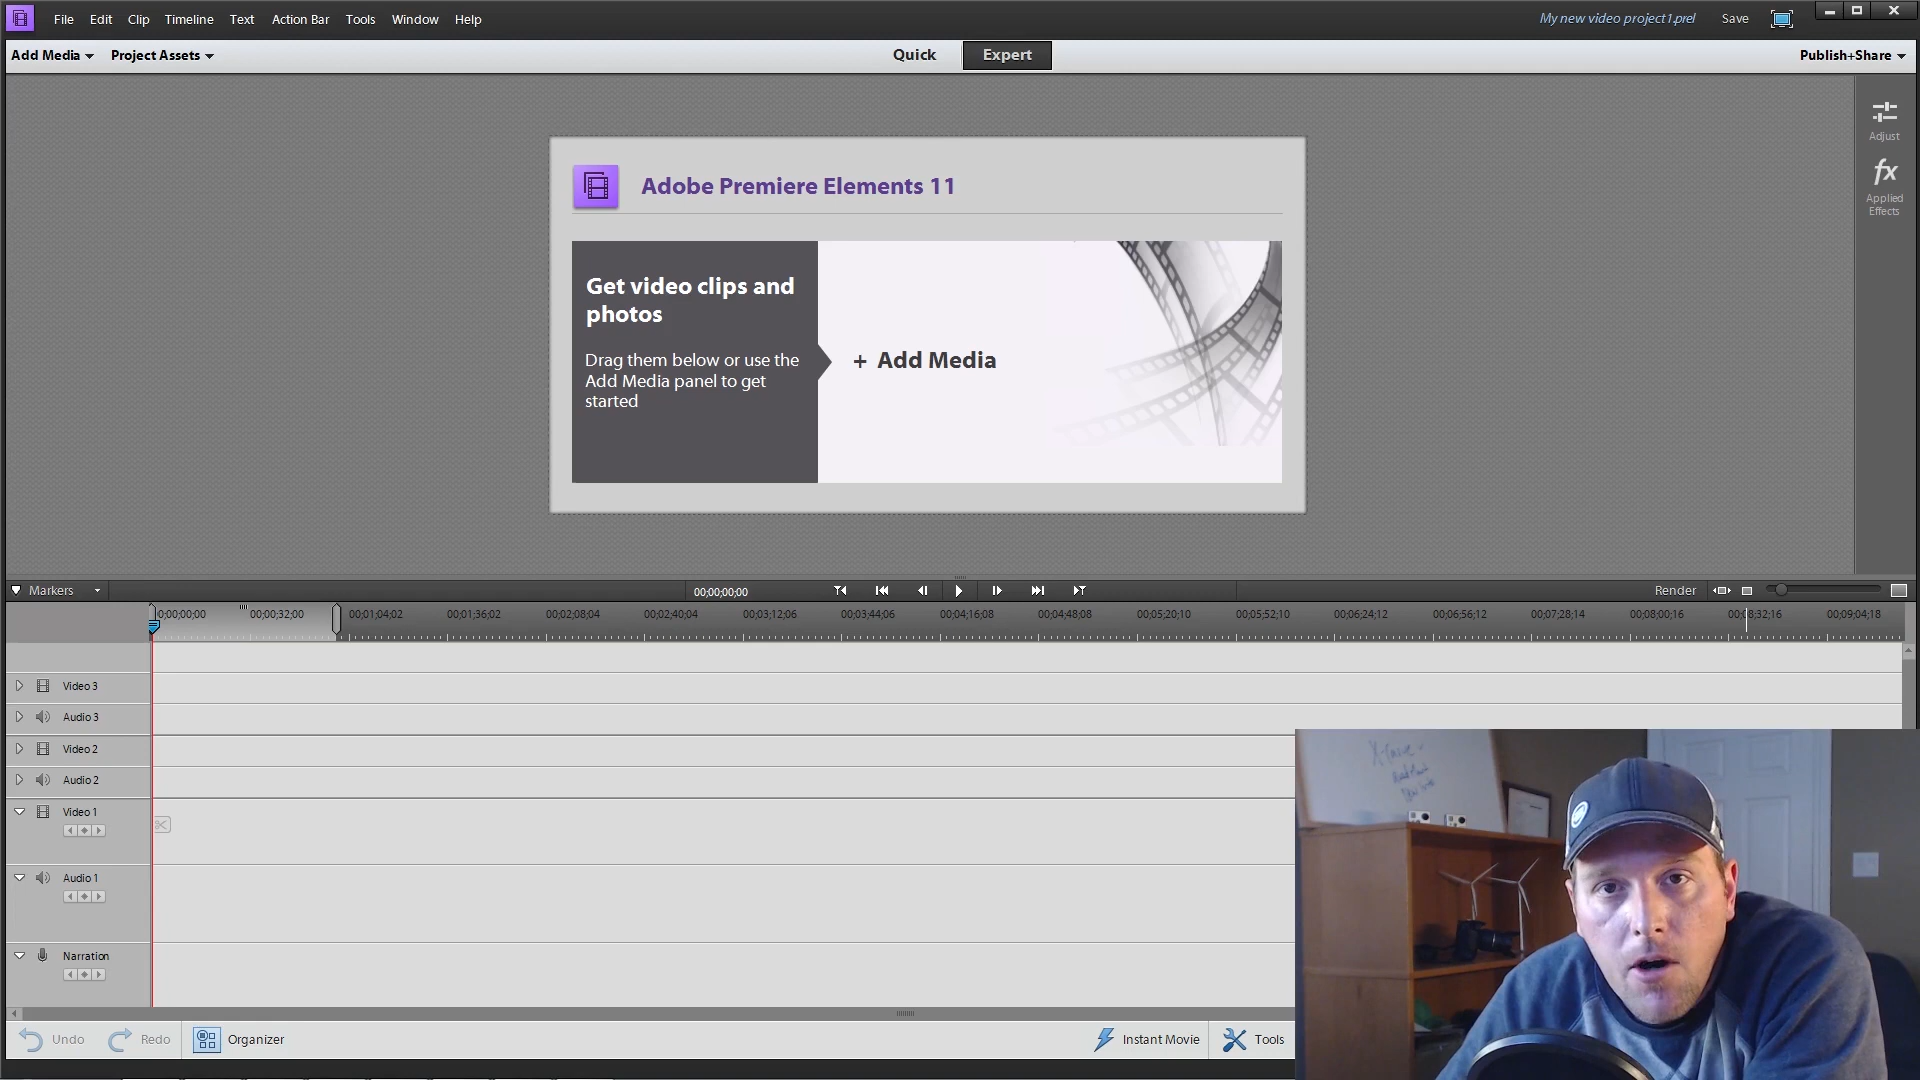 File Edit Clip Timeline Text Action Bar Tools Window Help
My new video project1.prel Save
Add Media Project Assets Quick Expert Publish+Share
Adjust
fx
Applied
Effects
Adobe Premiere Elements 11
Get video clips and
photos
Drag them below or use the
Add Media panel to get
started
+ Add Media
Markers 00;00;00;00 Render
0;00;00;00 00;00;32;00 00;01;04;02 00;01;36;02 00;02;08;04 00;02;40;04 00;03;12;06 00;03;44;06 00;04;16;08 00;04;48;08 00;05;20;10 00;05;52;10 00;06;24;12 00;06;56;12 00;07;28;14 00;08;00;16 00;08;32;16 00;09;04;18
Video 3
Audio 3
Video 2
Audio 2
Video 1
Audio 1
Narration
Undo Redo Organizer Instant Movie Tools